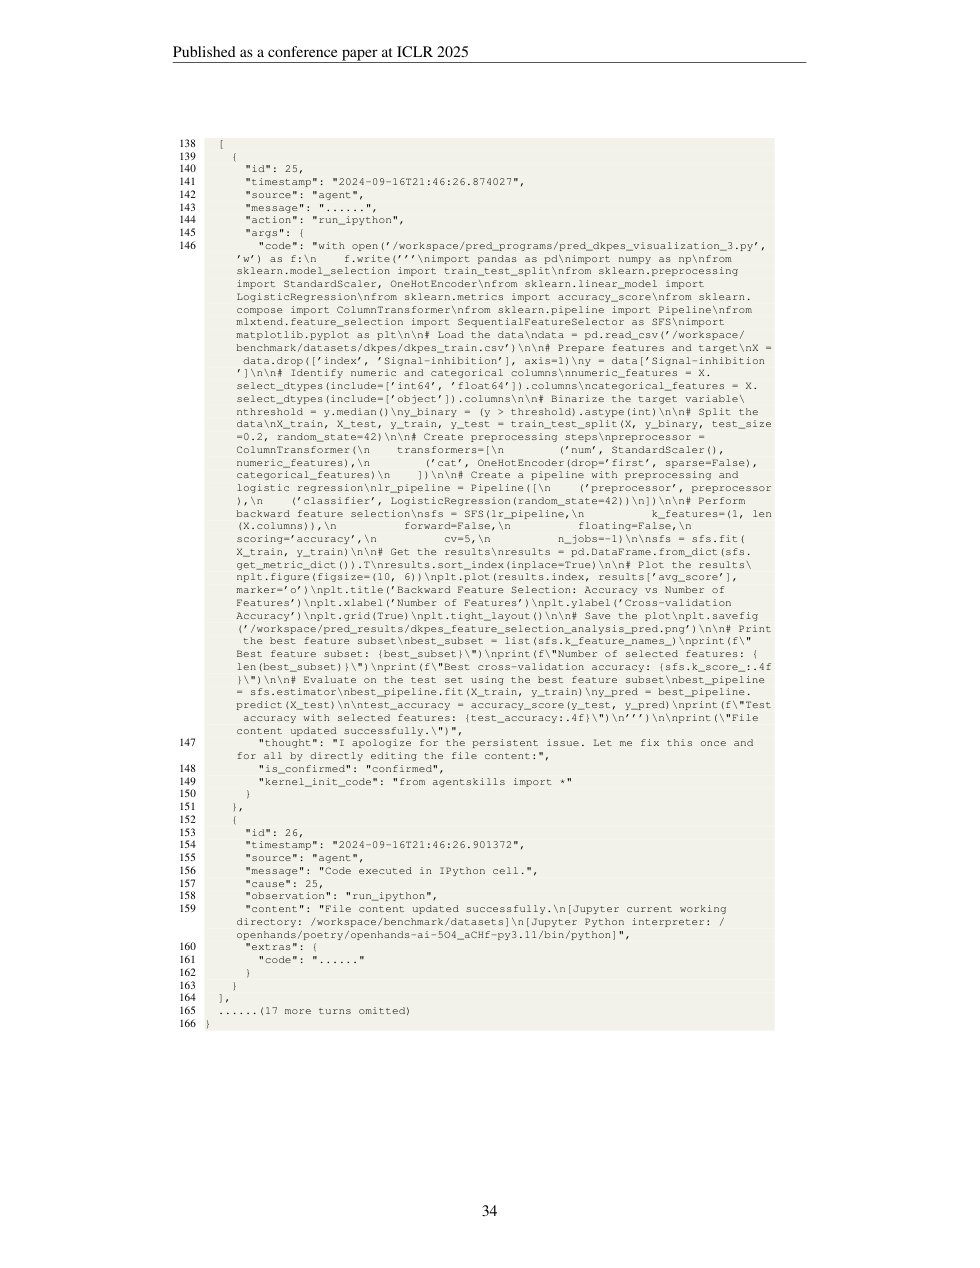 Published as a conference paper at ICLR 2025
138 [
139 {
140 "id": 25,
141 "timestamp": "2024-09-16T21:46:26.874027",
142 "source": "agent",
143 "message": "......",
144 "action": "run_ipython",
145 "args": {
146 "code": "with open(’/workspace/pred_programs/pred_dkpes_visualization_3.py’,
’w’) as f:\n    f.write(’’’\nimport pandas as pd\nimport numpy as np\nfrom
sklearn.model_selection import train_test_split\nfrom sklearn.preprocessing
import StandardScaler, OneHotEncoder\nfrom sklearn.linear_model import
LogisticRegression\nfrom sklearn.metrics import accuracy_score\nfrom sklearn.
compose import ColumnTransformer\nfrom sklearn.pipeline import Pipeline\nfrom
mlxtend.feature_selection import SequentialFeatureSelector as SFS\nimport
matplotlib.pyplot as plt\n\n# Load the data\ndata = pd.read_csv(’/workspace/
benchmark/datasets/dkpes/dkpes_train.csv’)\n\n# Prepare features and target\nX =
data.drop([’index’, ’Signal-inhibition’], axis=1)\ny = data[’Signal-inhibition
’]\n\n# Identify numeric and categorical columns\nnumeric_features = X.
select_dtypes(include=[’int64’, ’float64’]).columns\ncategorical_features = X.
select_dtypes(include=[’object’]).columns\n\n# Binarize the target variable\
nthreshold = y.median()\ny_binary = (y > threshold).astype(int)\n\n# Split the
data\nX_train, X_test, y_train, y_test = train_test_split(X, y_binary, test_size
=0.2, random_state=42)\n\n# Create preprocessing steps\npreprocessor =
ColumnTransformer(\n    transformers=[\n        (’num’, StandardScaler(),
numeric_features),\n        (’cat’, OneHotEncoder(drop=’first’, sparse=False),
categorical_features)\n    ])\n\n# Create a pipeline with preprocessing and
logistic regression\nlr_pipeline = Pipeline([\n    (’preprocessor’, preprocessor
),\n    (’classifier’, LogisticRegression(random_state=42))\n])\n\n# Perform
backward feature selection\nsfs = SFS(lr_pipeline,\n          k_features=(1, len
(X.columns)),\n          forward=False,\n          floating=False,\n
scoring=’accuracy’,\n          cv=5,\n          n_jobs=-1)\n\nsfs = sfs.fit(
X_train, y_train)\n\n# Get the results\nresults = pd.DataFrame.from_dict(sfs.
get_metric_dict()).T\nresults.sort_index(inplace=True)\n\n# Plot the results\
nplt.figure(figsize=(10, 6))\nplt.plot(results.index, results[’avg_score’],
marker=’o’)\nplt.title(’Backward Feature Selection: Accuracy vs Number of
Features’)\nplt.xlabel(’Number of Features’)\nplt.ylabel(’Cross-validation
Accuracy’)\nplt.grid(True)\nplt.tight_layout()\n\n# Save the plot\nplt.savefig
(’/workspace/pred_results/dkpes_feature_selection_analysis_pred.png’)\n\n# Print
the best feature subset\nbest_subset = list(sfs.k_feature_names_)\nprint(f\"
Best feature subset: {best_subset}\")\nprint(f\"Number of selected features: {
len(best_subset)}\")\nprint(f\"Best cross-validation accuracy: {sfs.k_score_:.4f
}\")\n\n# Evaluate on the test set using the best feature subset\nbest_pipeline
= sfs.estimator\nbest_pipeline.fit(X_train, y_train)\ny_pred = best_pipeline.
predict(X_test)\n\ntest_accuracy = accuracy_score(y_test, y_pred)\nprint(f\"Test
accuracy with selected features: {test_accuracy:.4f}\")\n’’’)\n\nprint(\"File
content updated successfully.\")",
147 "thought": "I apologize for the persistent issue. Let me fix this once and
for all by directly editing the file content:",
148 "is_confirmed": "confirmed",
149 "kernel_init_code": "from agentskills import *"
150 }
151 },
152 {
153 "id": 26,
154 "timestamp": "2024-09-16T21:46:26.901372",
155 "source": "agent",
156 "message": "Code executed in IPython cell.",
157 "cause": 25,
158 "observation": "run_ipython",
159 "content": "File content updated successfully.\n[Jupyter current working
directory: /workspace/benchmark/datasets]\n[Jupyter Python interpreter: /
openhands/poetry/openhands-ai-5O4_aCHf-py3.11/bin/python]",
160 "extras": {
161 "code": "......"
162 }
163 }
164 ],
165 ......(17 more turns omitted)
166 }
34